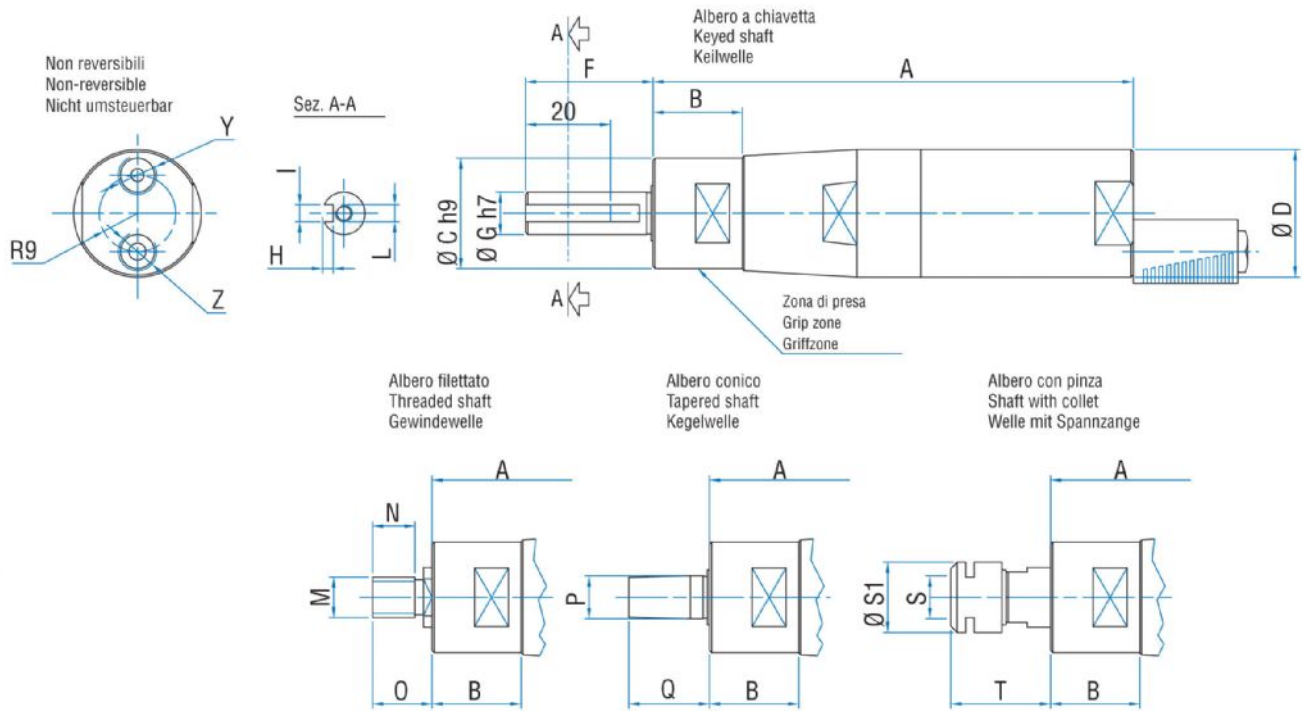 Non reversibili
Non-reversible
Nicht umsteuerbar
Y
R9
Z
Sez. A-A
I
H
L
A
F
20
B
A
Albero a chiavetta
Keyed shaft
Keilwelle
Ø C h9
Ø G h7
Ø D
A
Zona di presa
Grip zone
Griffzone
Albero filettato
Threaded shaft
Gewindewelle
A
N
M
O
B
Albero conico
Tapered shaft
Kegelwelle
A
P
Q
B
Albero con pinza
Shaft with collet
Welle mit Spannzange
A
Ø S1
S
T
B